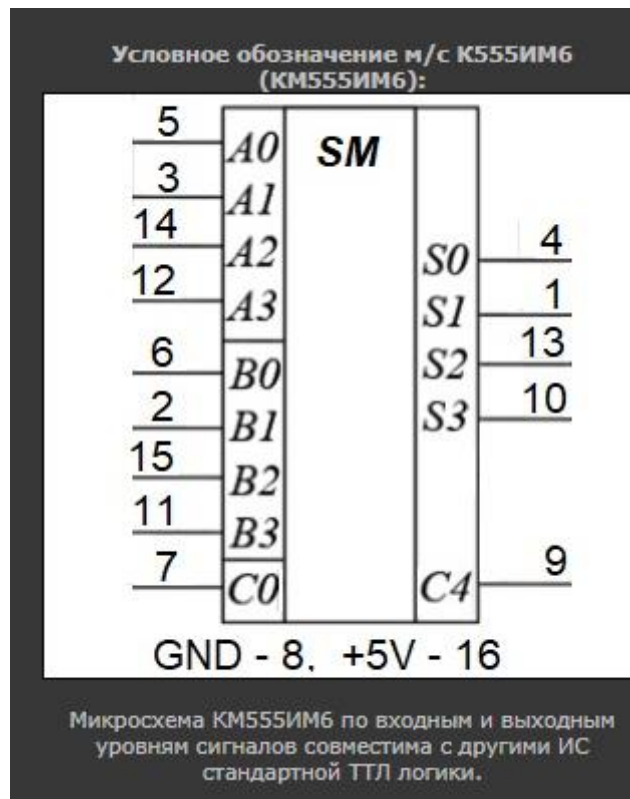 Условное обозначение м/с К555ИМ6
(КМ555ИМ6):
5 A0 SM
3 A1
14 A2 S0 4
12 A3 S1 1
6 B0 S2 13
2 B1 S3 10
15 B2
11 B3
7 C0 C4 9
GND - 8, +5V - 16
Микросхема КМ555ИМ6 по входным и выходным
уровням сигналов совместима с другими ИС
стандартной ТТЛ логики.